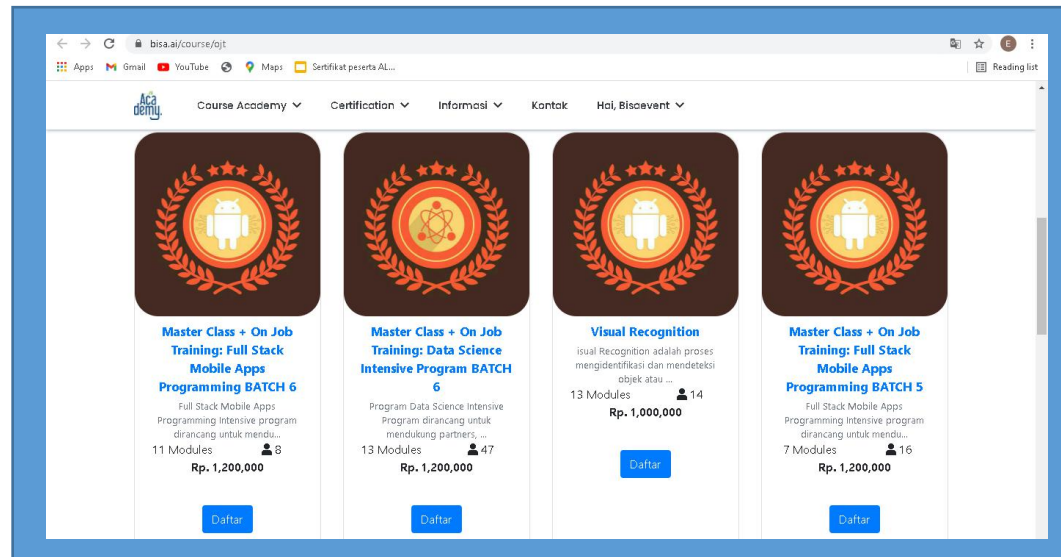 bisa.ai/course/ojt
E
Apps Gmail YouTube Maps Sertifikat peserta AL... Reading list
Aca
demy.
Course Academy Certification Informasi Kontak Hai, Bisaevent
Master Class + On Job
Training: Full Stack
Mobile Apps
Programming BATCH 6
Full Stack Mobile Apps
Programming Intensive program
dirancang untuk mendu...
11 Modules 8
Rp. 1,200,000
Daftar
Master Class + On Job
Training: Data Science
Intensive Program BATCH
6
Program Data Science Intensive
Program dirancang untuk
mendukung partners, ...
13 Modules 47
Rp. 1,200,000
Daftar
Visual Recognition
isual Recognition adalah proses
mengidentifikasi dan mendeteksi
objek atau ...
13 Modules 14
Rp. 1,000,000
Daftar
Master Class + On Job
Training: Full Stack
Mobile Apps
Programming BATCH 5
Full Stack Mobile Apps
Programming Intensive program
dirancang untuk mendu...
7 Modules 16
Rp. 1,200,000
Daftar